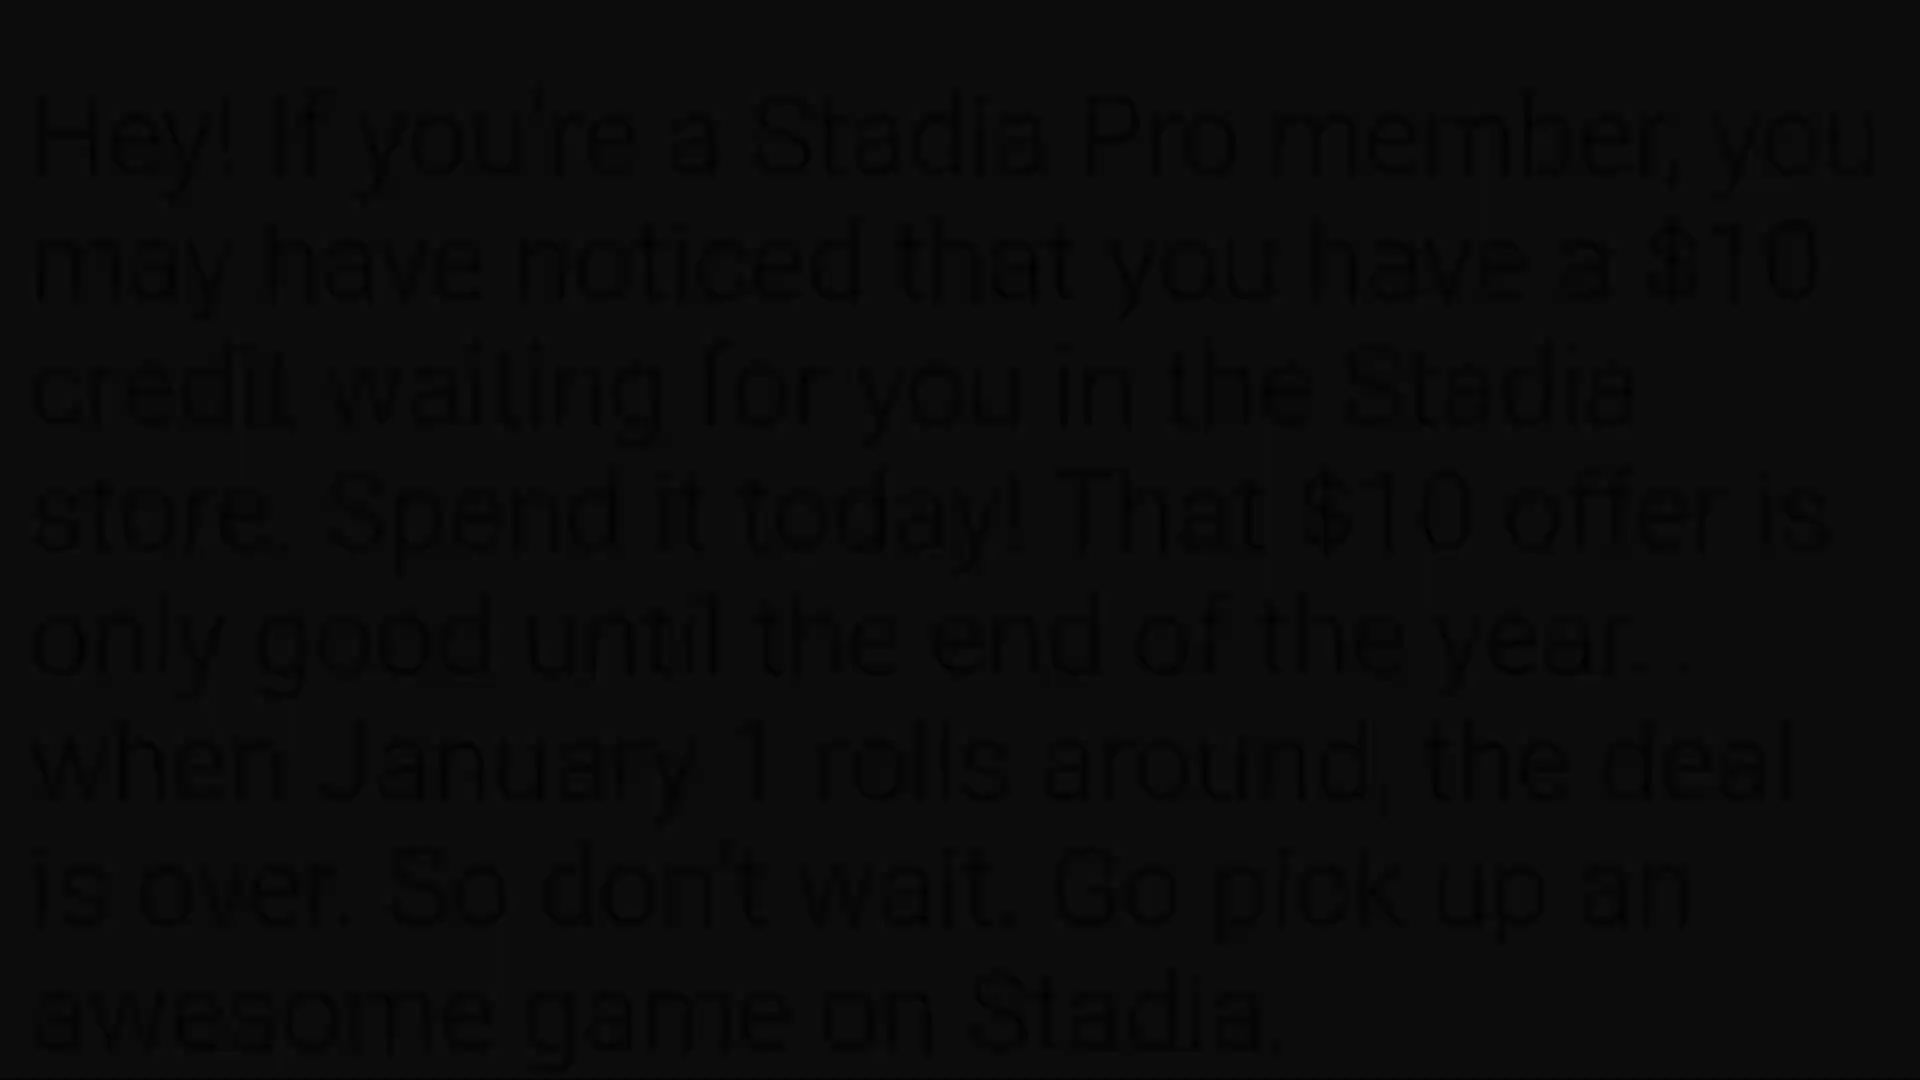 Hey! If you're a Stadia Pro member, you
may have noticed that you have a $10
credit waiting for you in the Stadia
store. Spend it today! That $10 offer is
only good until the end of the year. .
when January 1 rolls around, the deal
is over. So don't wait. Go pick up an
awesome game on Stadia.